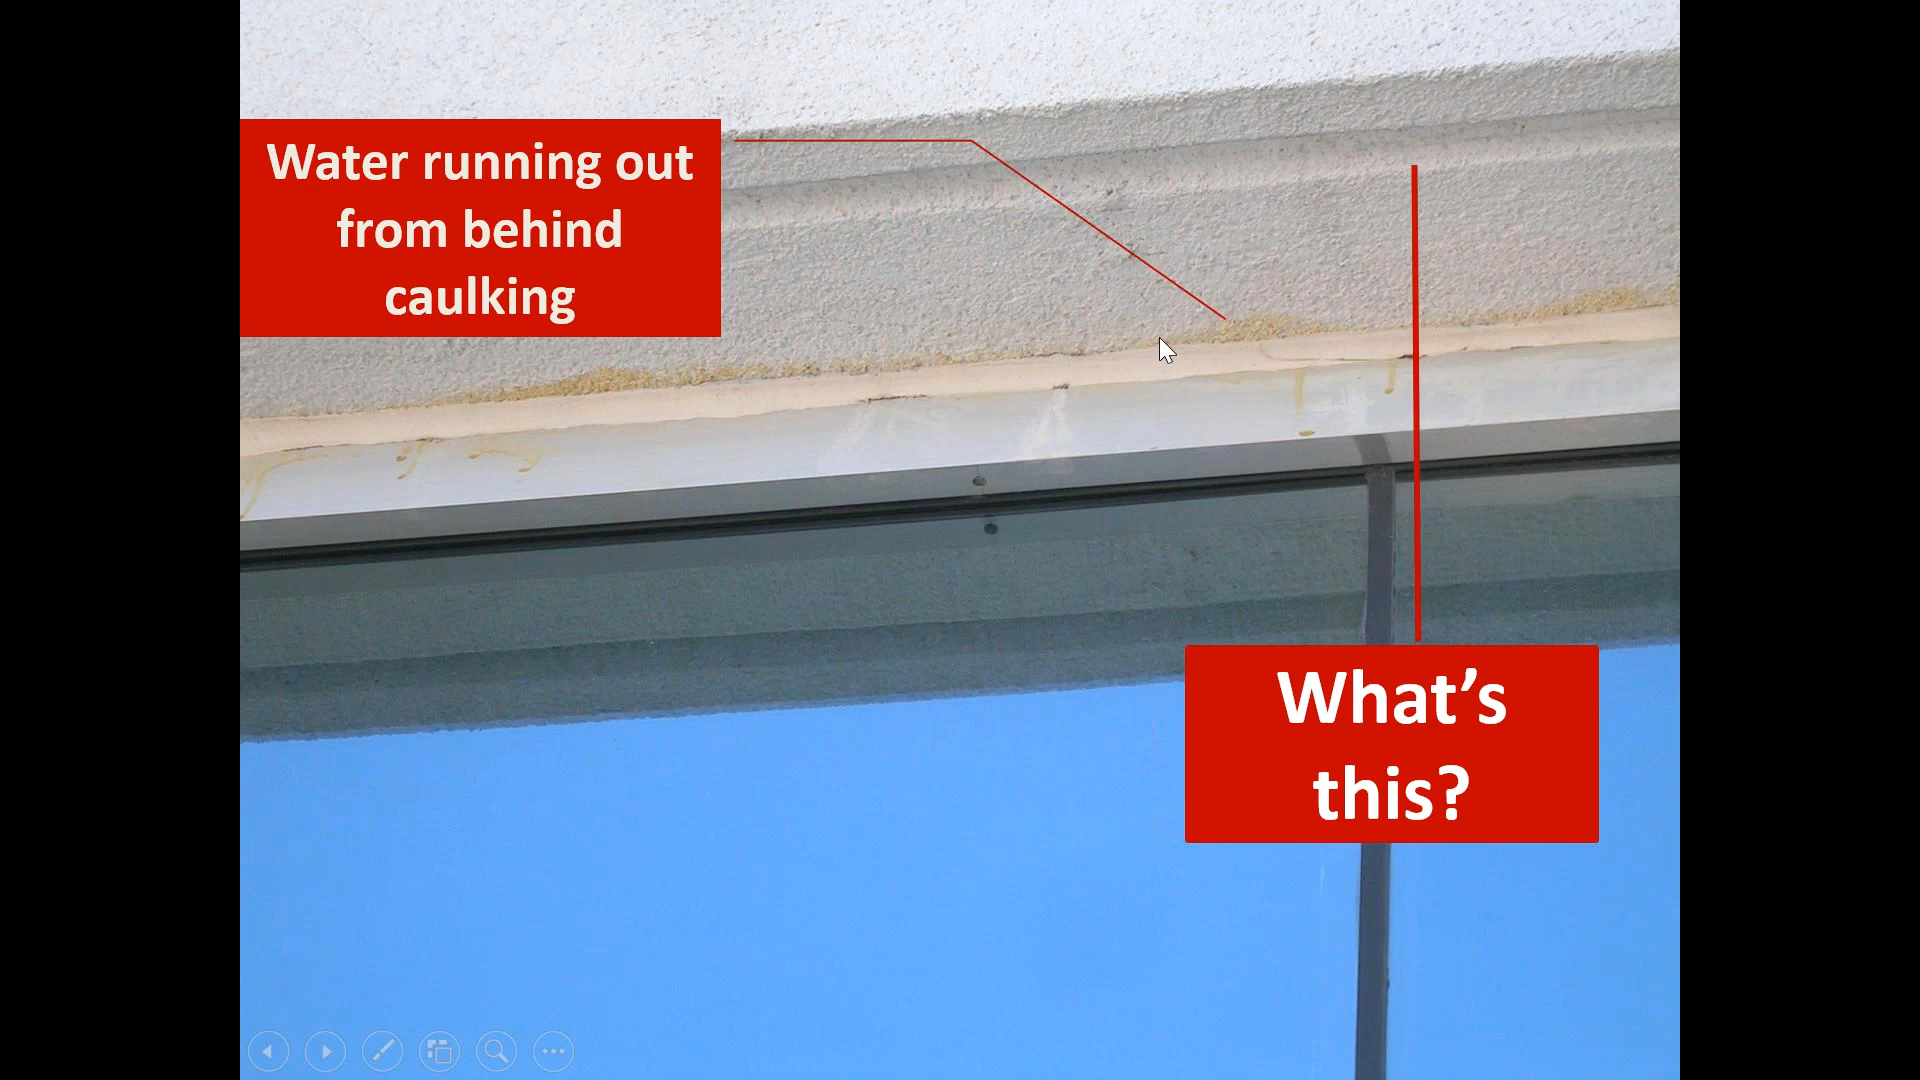 Water running out
from behind
caulking
What’s
this?